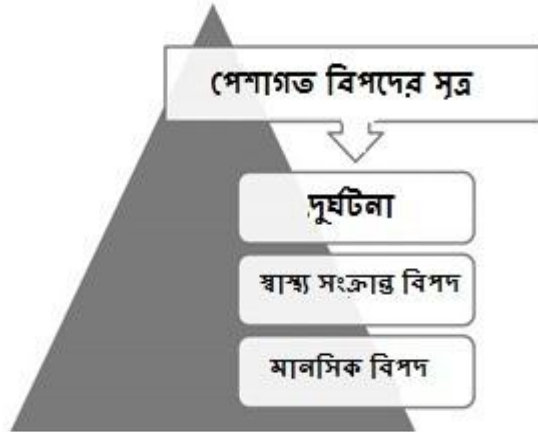 পেশাগত বিপদের সূত্র
দুর্ঘটনা
স্বাস্থ্য সংক্রান্ত বিপদ
মানসিক বিপদ